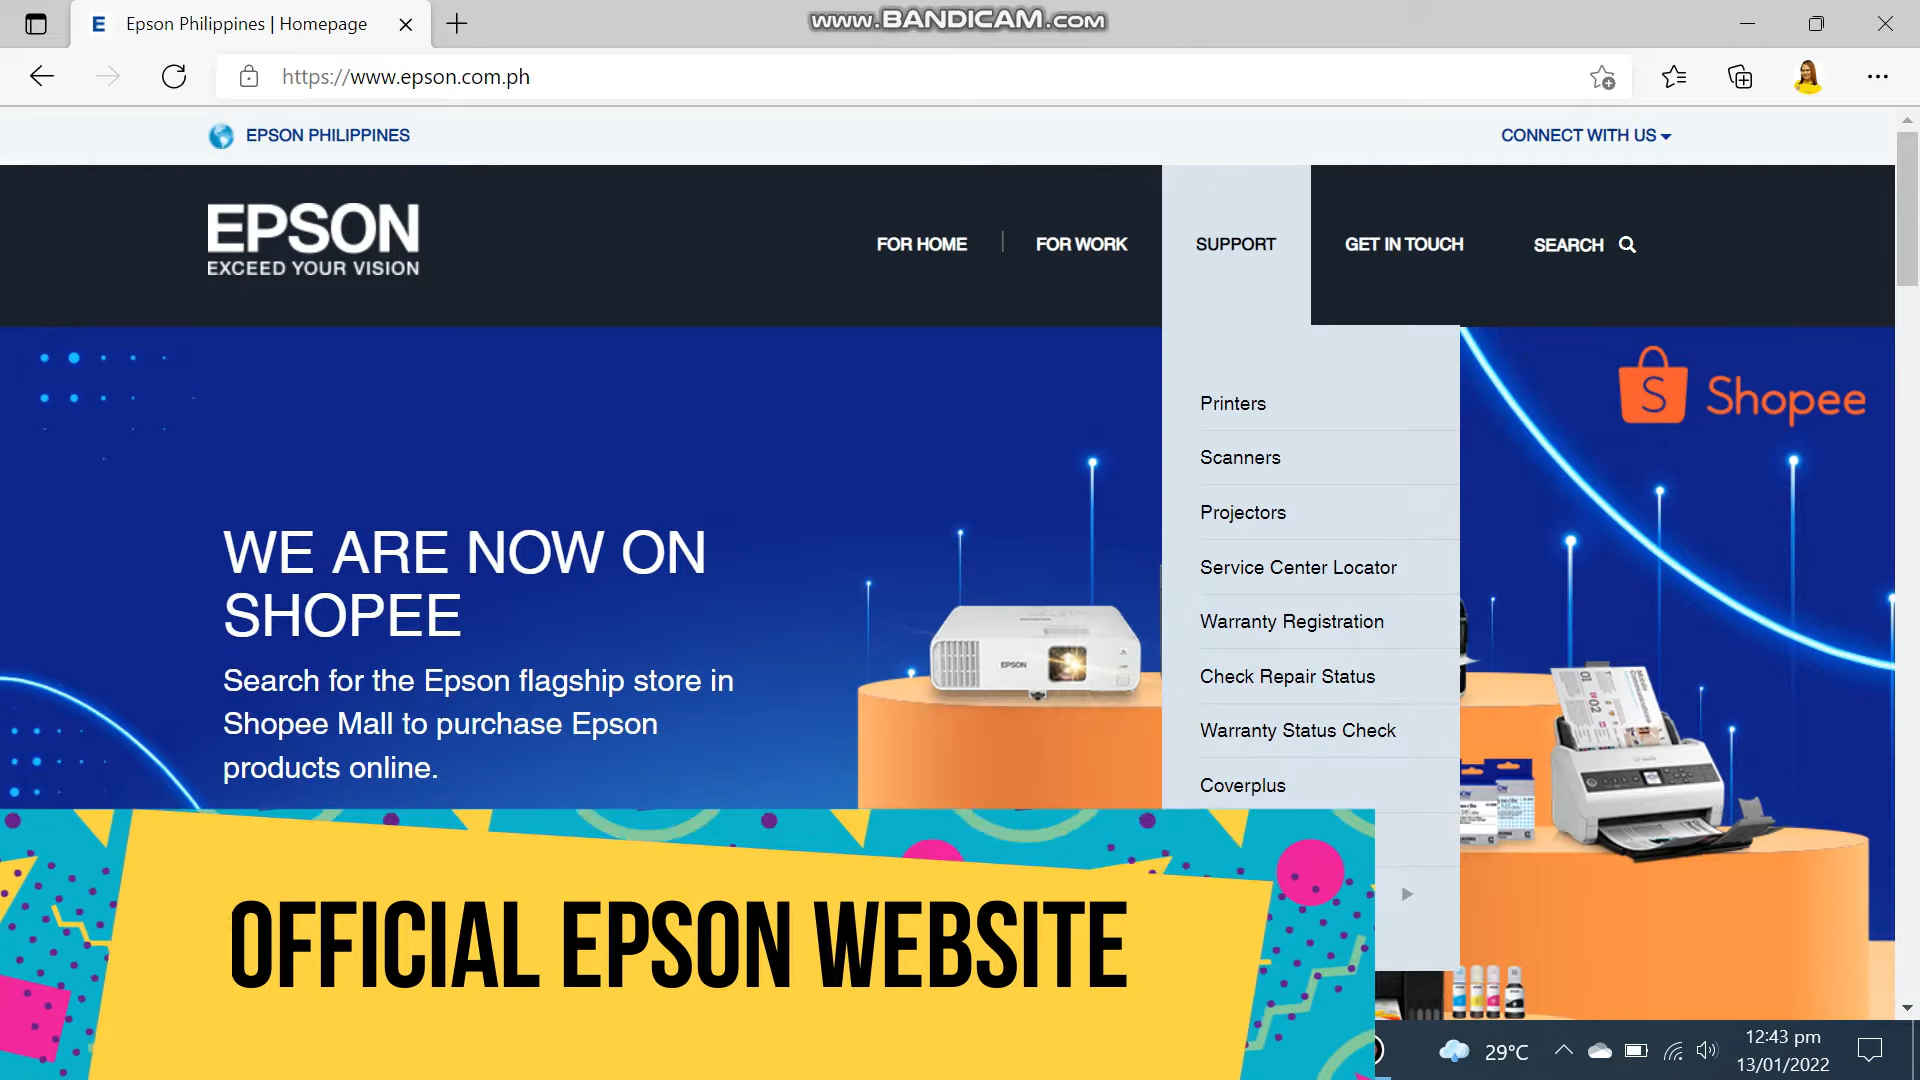 Epson Philippines | Homepage
www.BANDICAM.com
https://www.epson.com.ph
EPSON PHILIPPINES
CONNECT WITH US
EPSON
EXCEED YOUR VISION
FOR HOME
FOR WORK
SUPPORT
GET IN TOUCH
SEARCH
Shopee
Printers
Scanners
Projectors
Service Center Locator
Warranty Registration
Check Repair Status
Warranty Status Check
Coverplus
WE ARE NOW ON
SHOPEE
Search for the Epson flagship store in
Shopee Mall to purchase Epson
products online.
EPSON
OFFICIAL EPSON WEBSITE
29°C
12:43 pm
13/01/2022